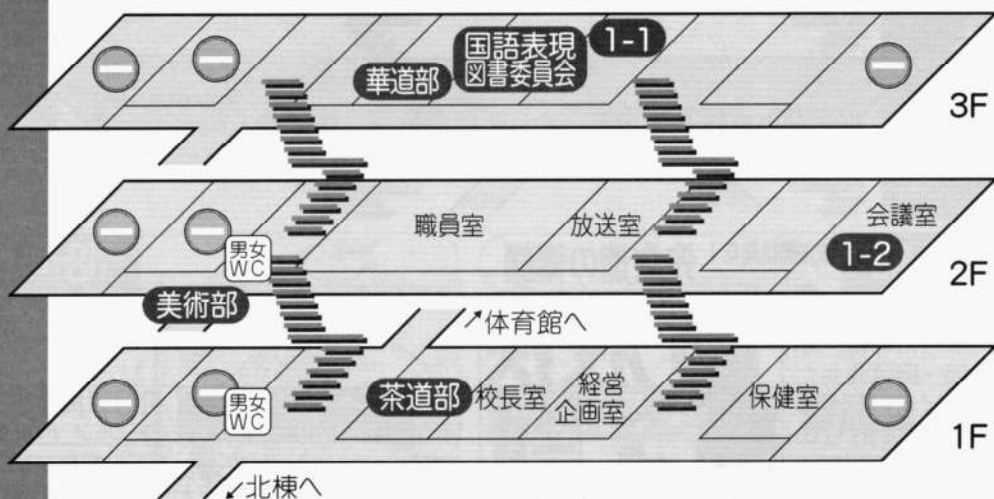 国語表現
図書委員会
1-1
華道部
3F
職員室
放送室
会議室
1-2
男女
WC
2F
美術部
↗体育館へ
茶道部
校長室
経営
企画室
保健室
男女
WC
1F
↙北棟へ